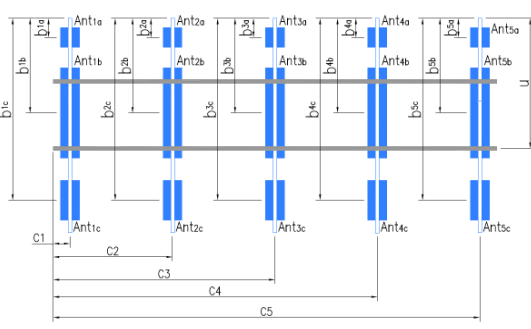 Ant1a Ant2a Ant3a Ant4a Ant5a
b1a b2a b3a b4a b5a
Ant1b Ant2b Ant3b Ant4b Ant5b
b1b b2b b3b b4b b5b
u
b1c b2c b3c b4c b5c
Ant1c Ant2c Ant3c Ant4c Ant5c
C1
C2
C3
C4
C5